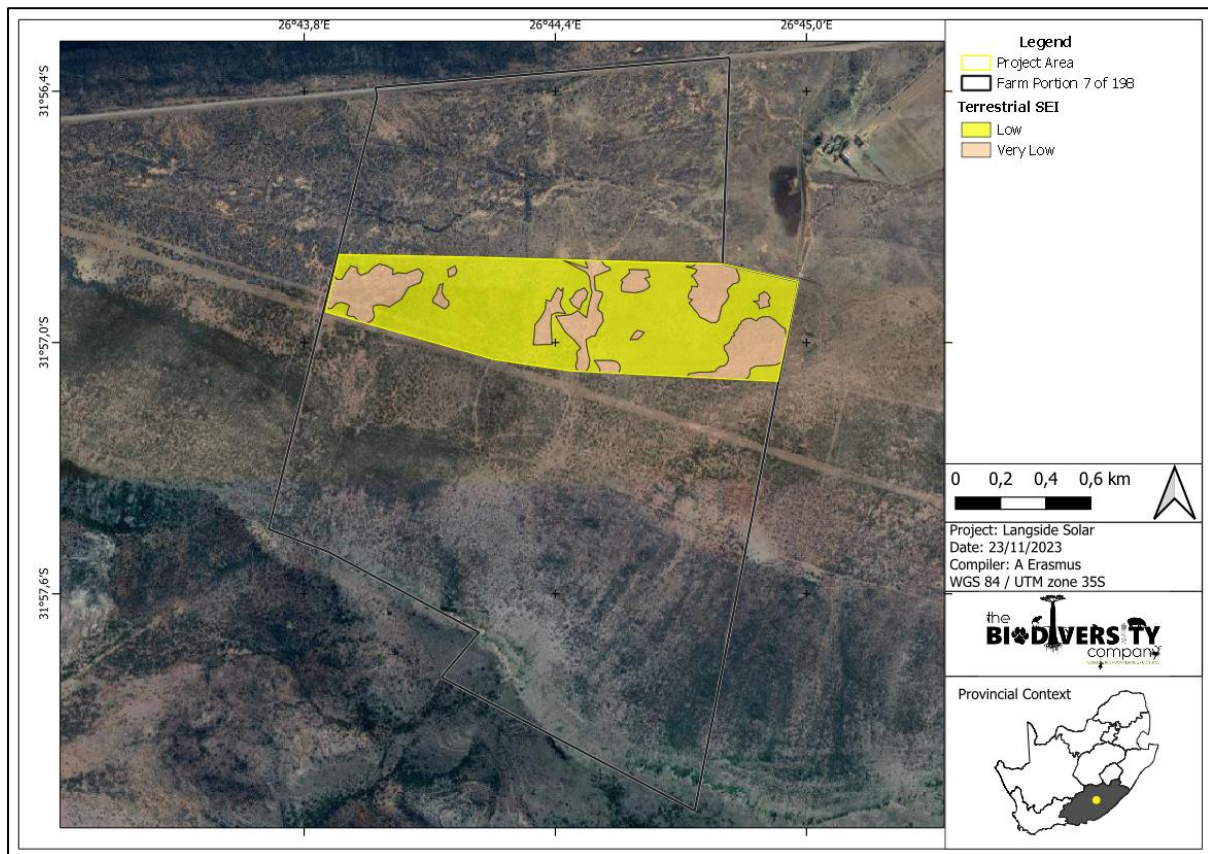 26°43,8'E
26°44,4'E
26°45,0'E
31°56,4'S
31°57,0'S
31°57,6'S
Legend
Project Area
Farm Portion 7 of 198
Terrestrial SEI
Low
Very Low
0 0,2 0,4 0,6 km
Project: Langside Solar
Date: 23/11/2023
Compiler: A Erasmus
WGS 84 / UTM zone 35S
the
BIODIVERSITY
company
Provincial Context